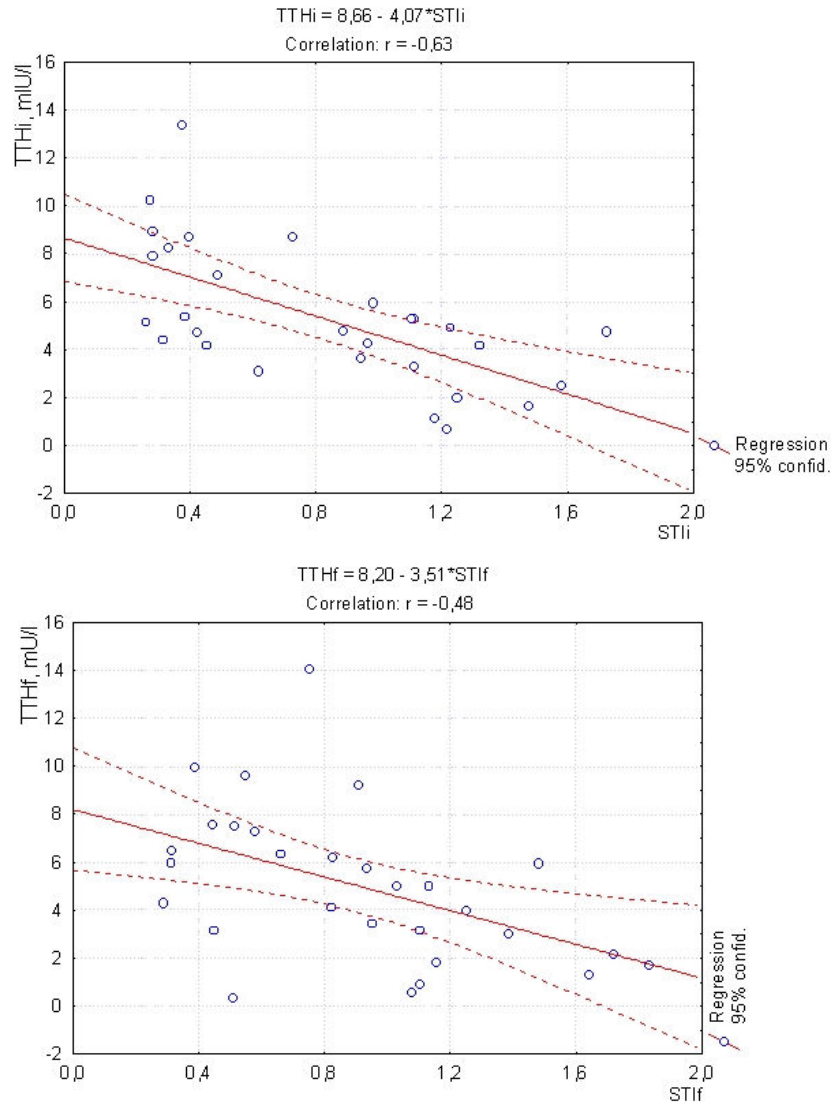 TTHi = 8,66 - 4,07*STIi
Correlation: r = -0,63
16
14
12
10
8
6
4
2
0
-2
TTHi, mIU/l
0,0 0,4 0,8 1,2 1,6 2,0
STIi
Regression
95% confid.
TTHf = 8,20 - 3,51*STIf
Correlation: r = -0,48
16
14
12
10
8
6
4
2
0
-2
TTHf, mU/l
0,0 0,4 0,8 1,2 1,6 2,0
STIf
Regression
95% confid.